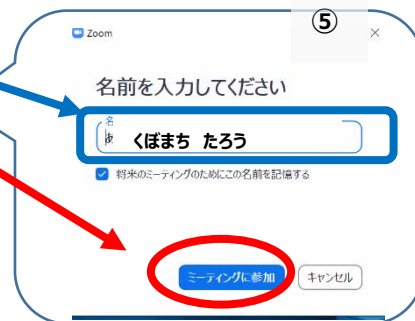 ⑤
Zoom
名前を入力してください
くぼまち たろう
将来のミーティングのためにこの名前を記憶する
ミーティングに参加
キャンセル